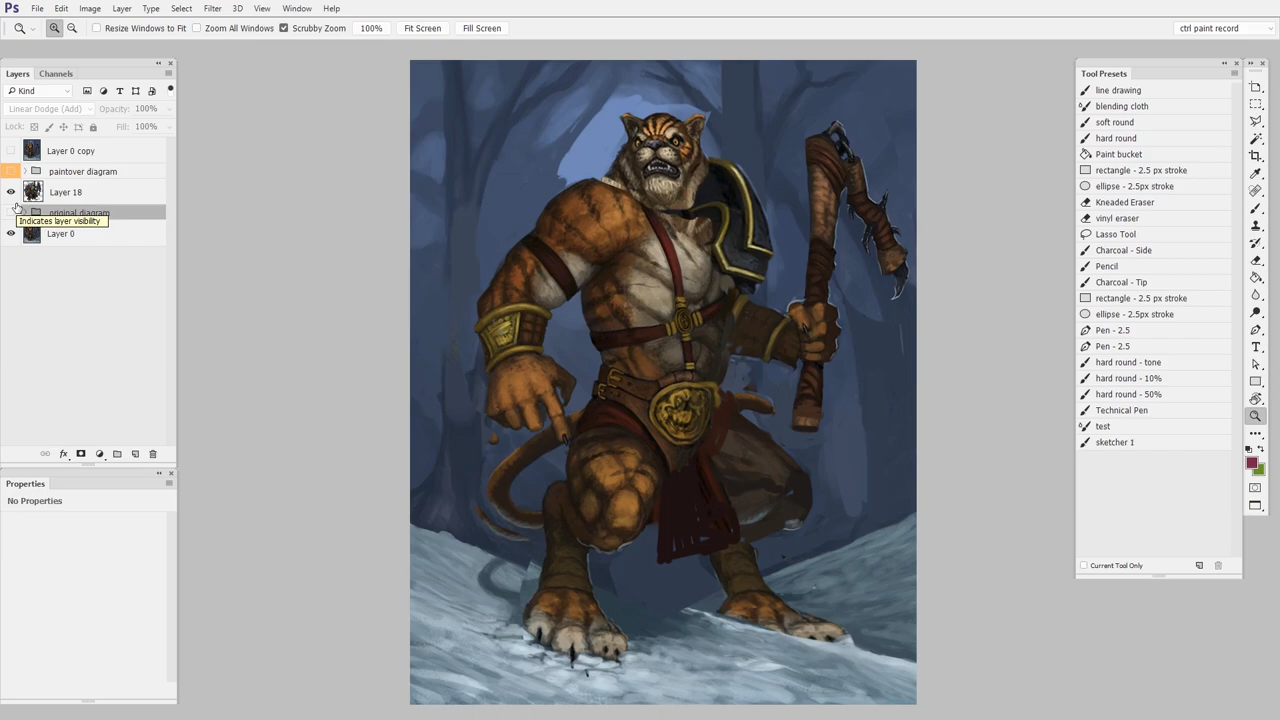 Ps File Edit Image Layer Type Select Filter 3D View Window Help
Resize Windows to Fit Zoom All Windows Scrubby Zoom 100% Fit Screen Fill Screen ctrl paint record
Layers Channels
Kind
Linear Dodge (Add) Opacity: 100%
Lock: Fill: 100%
Layer 0 copy
paintover diagram
Layer 18
original diagram
Indicates layer visibility
Layer 0
fx
Properties
No Properties
Tool Presets
line drawing
blending cloth
soft round
hard round
Paint bucket
rectangle - 2.5 px stroke
ellipse - 2.5px stroke
Kneaded Eraser
vinyl eraser
Lasso Tool
Charcoal - Side
Pencil
Charcoal - Tip
rectangle - 2.5 px stroke
ellipse - 2.5px stroke
Pen - 2.5
Pen - 2.5
hard round - tone
hard round - 10%
hard round - 50%
Technical Pen
test
sketcher 1
Current Tool Only